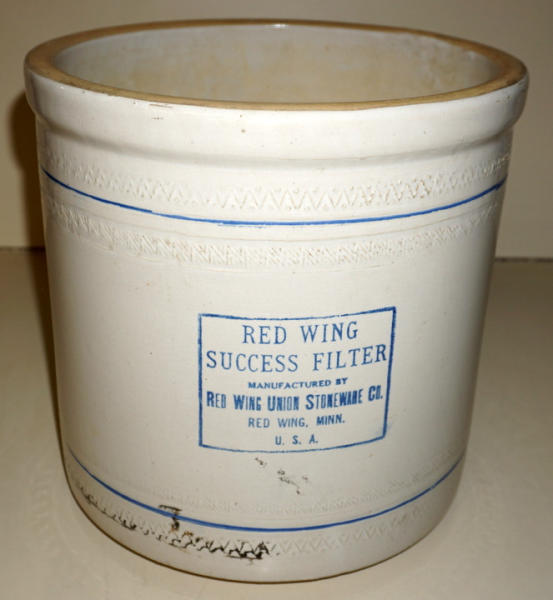 RED WING
SUCCESS FILTER
MANUFACTURED BY
RED WING UNION STONEWARE CO.
RED WING, MINN.
U. S. A.